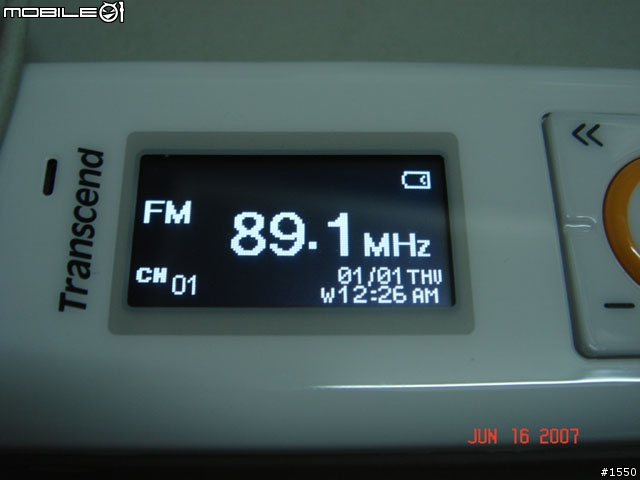 MOBILE01
Transcend
FM
89.1 MHz
CH 01
01/01 THU
W12:26 AM
JUN 16 2007
#1550